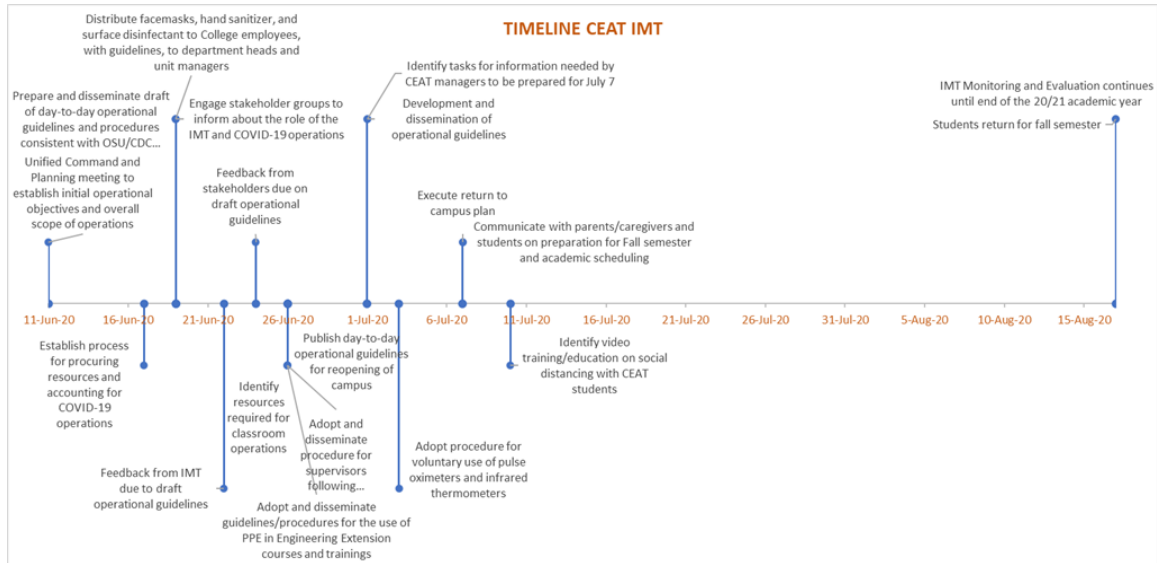 TIMELINE CEAT IMT
Distribute facemasks, hand sanitizer, and
surface disinfectant to College employees,
with guidelines, to department heads and
unit managers
Prepare and disseminate draft
of day-to-day operational
guidelines and procedures
consistent with OSU/CDC...
Unified Command and
Planning meeting to
establish initial operational
objectives and overall
scope of operations
Engage stakeholder groups to
inform about the role of the
IMT and COVID-19 operations
Feedback from
stakeholders due on
draft operational
guidelines
Identify tasks for information needed by
CEAT managers to be prepared for July 7
Development and
dissemination of
operational guidelines
Execute return to
campus plan
Communicate with parents/caregivers and
students on preparation for Fall semester
and academic scheduling
IMT Monitoring and Evaluation continues
until end of the 20/21 academic year
Students return for fall semester
11-Jun-20 16-Jun-20 21-Jun-20 26-Jun-20 1-Jul-20 6-Jul-20 11-Jul-20 16-Jul-20 21-Jul-20 26-Jul-20 31-Jul-20 5-Aug-20 10-Aug-20 15-Aug-20
Establish process
for procuring
resources and
accounting for
COVID-19
operations
Feedback from IMT
due to draft
operational guidelines
Identify
resources
required for
classroom
operations
Publish day-to-day
operational guidelines
for reopening of
campus
Adopt and
disseminate
procedure for
supervisors
following...
Adopt and disseminate
guidelines/procedures for the use of
PPE in Engineering Extension
courses and trainings
Adopt procedure for
voluntary use of pulse
oximeters and infrared
thermometers
Identify video
training/education on social
distancing with CEAT
students